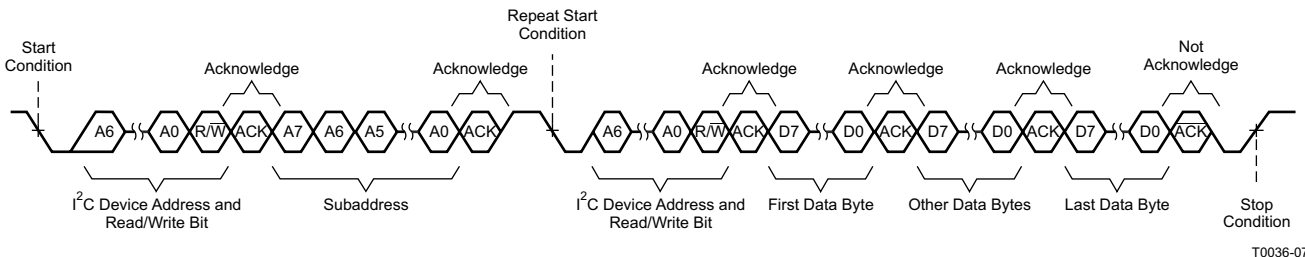 Repeat Start
Condition
Start
Condition
Not
Acknowledge
Acknowledge
Acknowledge
Acknowledge
Acknowledge
Acknowledge
A6 A0 R/W̅ ACK A7 A6 A5 A0 ACK A6 A0 R/W̅ ACK D7 D0 ACK D7 D0 ACK D7 D0 A̅C̅K̅
I²C Device Address and
Read/Write Bit
Subaddress
I²C Device Address and
Read/Write Bit
First Data Byte
Other Data Bytes
Last Data Byte
Stop
Condition
T0036-07